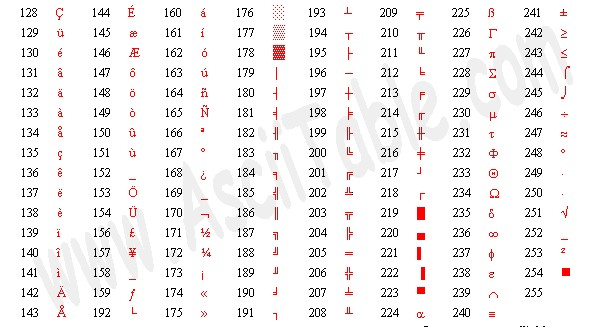 128 Ç 144 É 160 á 176 ░ 193 ┴ 209 ╤ 225 ß 241 ±
129 ü 145 æ 161 í 177 ▒ 194 ┬ 210 ╥ 226 Γ 242 ≥
130 é 146 Æ 162 ó 178 ▓ 195 ├ 211 ╙ 227 π 243 ≤
131 â 147 ô 163 ú 179 │ 196 ─ 212 ╘ 228 Σ 244 ⌠
132 ä 148 ö 164 ñ 180 ┤ 197 ┼ 213 ╒ 229 σ 245 ⌡
133 à 149 ò 165 Ñ 181 ╡ 198 ╞ 214 ╓ 230 µ 246 ÷
134 å 150 û 166 ª 182 ╢ 199 ╟ 215 ╫ 231 τ 247 ≈
135 ç 151 ù 167 º 183 ╖ 200 ╚ 216 ╪ 232 Φ 248 °
136 ê 152 _ 168 ¿ 184 ╕ 201 ╔ 217 ┘ 233 Θ 249 ∙
137 ë 153 Ö 169 _ 185 ╣ 202 ╩ 218 ┌ 234 Ω 250 ·
138 è 154 Ü 170 ¬ 186 ║ 203 ╦ 219 █ 235 δ 251 √
139 ï 156 £ 171 ½ 187 ╗ 204 ╠ 220 ▄ 236 ∞ 252 _
140 î 157 ¥ 172 ¼ 188 ╝ 205 ═ 221 ▌ 237 φ 253 ²
141 ì 158 _ 173 ¡ 189 ╜ 206 ╬ 222 ▐ 238 ε 254 ■
142 Ä 159 ƒ 174 « 190 ╛ 207 ╧ 223 ▀ 239 ∩ 255
143 Å 192 └ 175 » 191 ┐ 208 ╨ 224 α 240 ≡
www.AsciiTable.com